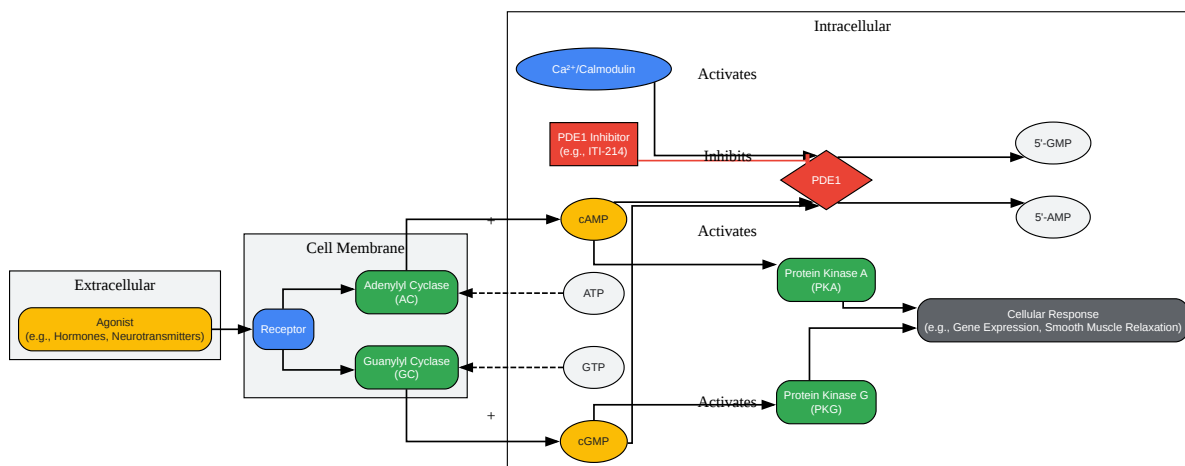 Intracellular
Ca²⁺/Calmodulin
Activates
PDE1 Inhibitor
(e.g., ITI-214)
Inhibits
5'-GMP
PDE1
5'-AMP
+
cAMP
Activates
Cell Membrane
Extracellular
Adenylyl Cyclase
(AC)
ATP
Protein Kinase A
(PKA)
Agonist
(e.g., Hormones, Neurotransmitters)
Receptor
Cellular Response
(e.g., Gene Expression, Smooth Muscle Relaxation)
Guanylyl Cyclase
(GC)
GTP
Activates
Protein Kinase G
(PKG)
+
cGMP